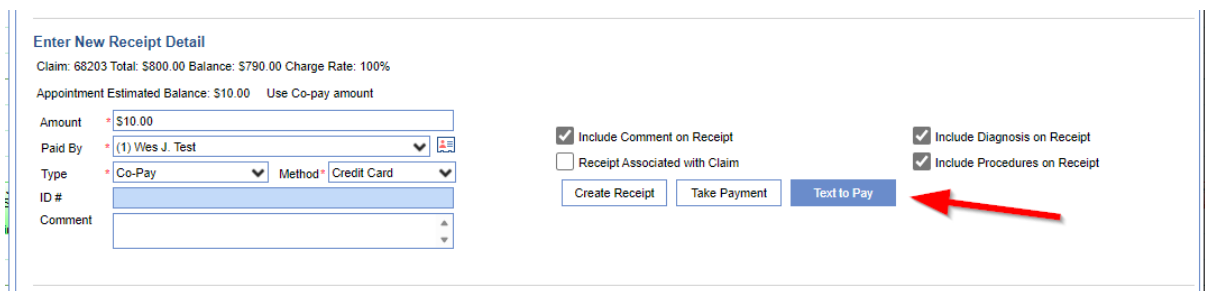 Enter New Receipt Detail
Claim: 68203 Total: $800.00 Balance: $790.00 Charge Rate: 100%
Appointment Estimated Balance: $10.00 Use Co-pay amount
Amount * $10.00
Paid By * (1) Wes J. Test
Type * Co-Pay Method * Credit Card
ID #
Comment
Include Comment on Receipt Include Diagnosis on Receipt
Receipt Associated with Claim Include Procedures on Receipt
Create Receipt Take Payment Text to Pay